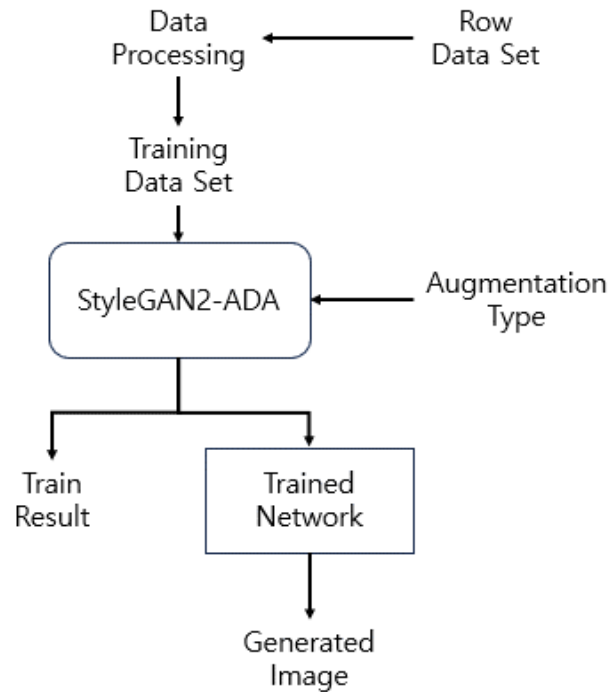 Data
Processing
Row
Data Set
Training
Data Set
StyleGAN2-ADA
Augmentation
Type
Train
Result
Trained
Network
Generated
Image